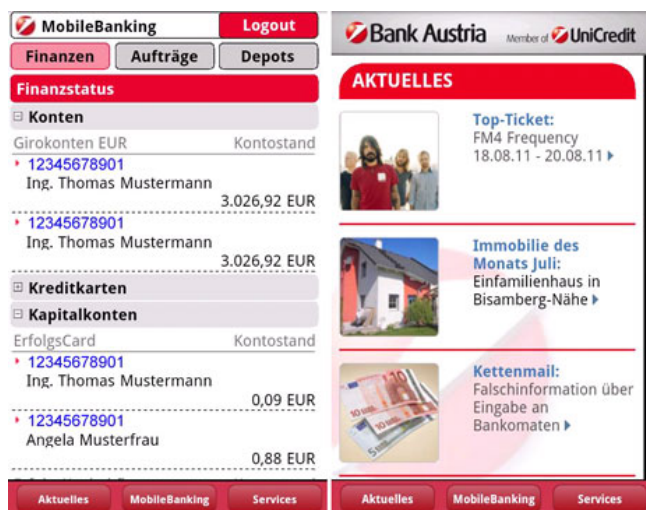 MobileBanking
Logout
Finanzen
Aufträge
Depots
Finanzstatus
Konten
Girokonten EUR
Kontostand
12345678901
Ing. Thomas Mustermann
3.026,92 EUR
12345678901
Ing. Thomas Mustermann
3.026,92 EUR
Kreditkarten
Kapitalkonten
ErfolgsCard
Kontostand
12345678901
Ing. Thomas Mustermann
0,09 EUR
12345678901
Angela Musterfrau
0,88 EUR
Aktuelles
MobileBanking
Services
Bank Austria
Member of UniCredit
AKTUELLES
Top-Ticket:
FM4 Frequency
18.08.11 - 20.08.11
Immobilie des
Monats Juli:
Einfamilienhaus in
Bisamberg-Nähe
Kettenmail:
Falschinformation über
Eingabe an
Bankomaten
Aktuelles
MobileBanking
Services